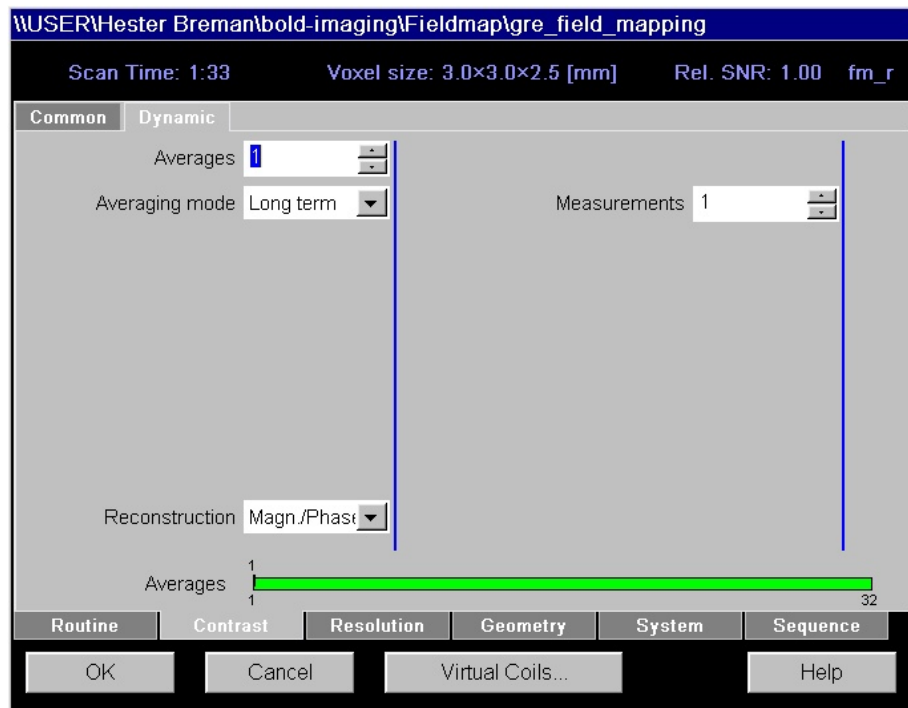 \\USER\Hester Breman\bold-imaging\Fieldmap\gre_field_mapping
Scan Time: 1:33 Voxel size: 3.0×3.0×2.5 [mm] Rel. SNR: 1.00 fm_r
Common Dynamic
Averages 1
Averaging mode Long term Measurements 1
Reconstruction Magn./Phase
1
Averages
1 32
Routine Contrast Resolution Geometry System Sequence
OK Cancel Virtual Coils... Help